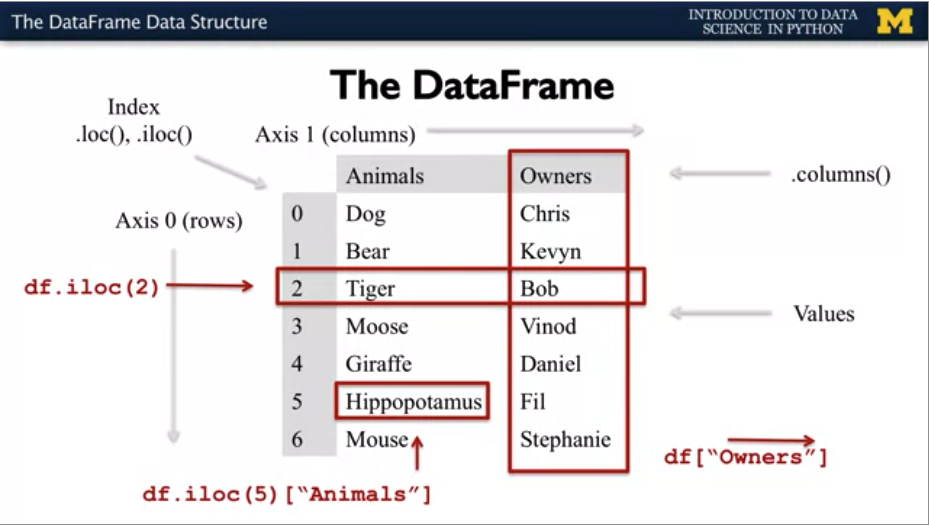 The DataFrame Data Structure
INTRODUCTION TO DATA
SCIENCE IN PYTHON
M
The DataFrame
Index
.loc(), .iloc()
Axis 1 (columns)
Animals Owners
.columns()
0 Dog Chris
Axis 0 (rows)
1 Bear Kevyn
df.iloc(2)
2 Tiger Bob
3 Moose Vinod
Values
4 Giraffe Daniel
5 Hippopotamus Fil
6 Mouse Stephanie
df[“Owners”]
df.iloc(5)[“Animals”]